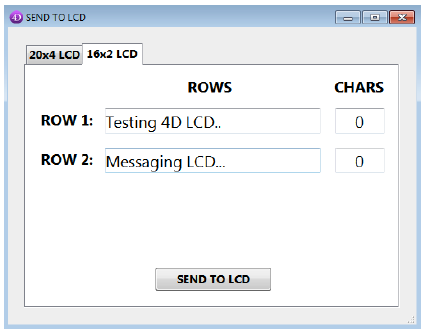 4D SEND TO LCD
20x4 LCD 16x2 LCD
ROWS CHARS
ROW 1: Testing 4D LCD.. 0
ROW 2: Messaging LCD... 0
SEND TO LCD